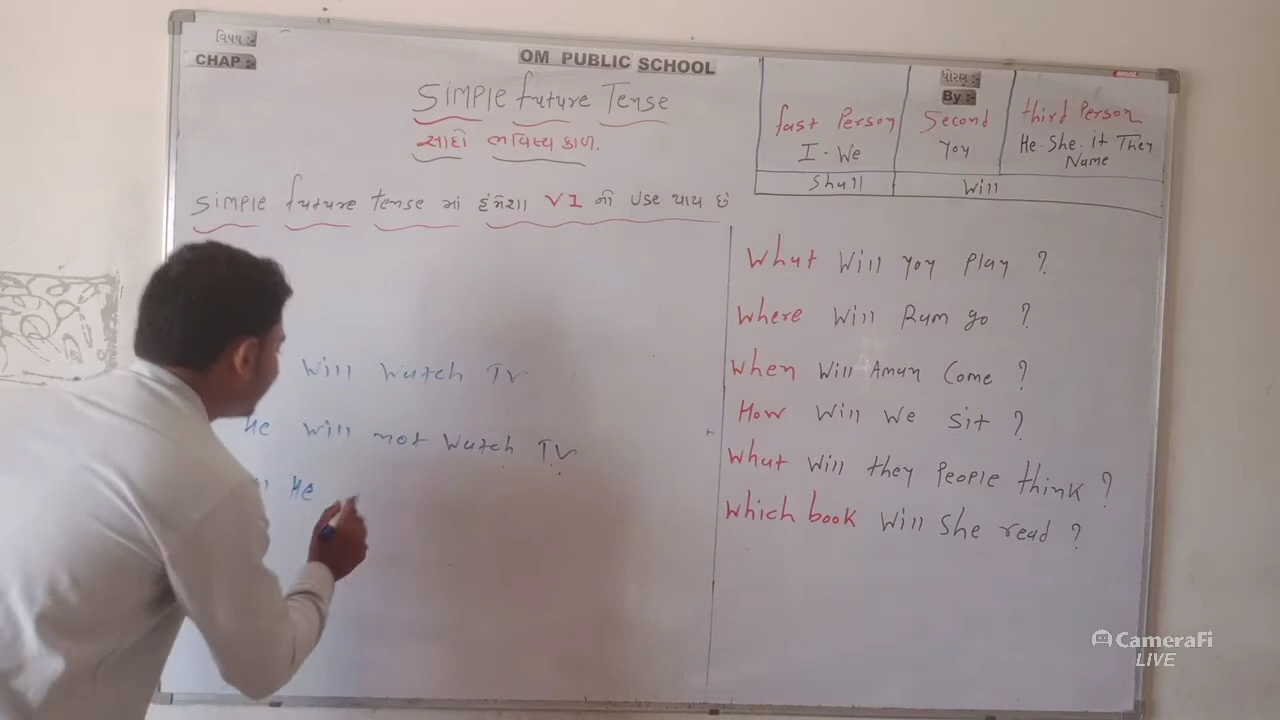 વિષય :-
CHAP :-
OM PUBLIC SCHOOL
Simple future Tense
સાદો ભવિષ્ય કાળ.
ધોરણ :-
By :-
fast Person
I. We
Second
You
third Person
He. She. it They
Name
Shall
Will
Simple future tense માં હંમેશા V1 નો use થાય છે
Will Watch TV
He Will not Watch TV
He
What Will you Play ?
Where Will Ram go ?
When Will Aman Come ?
How Will We Sit ?
What Will they People think ?
Which book Will She read ?
CameraFi
LIVE